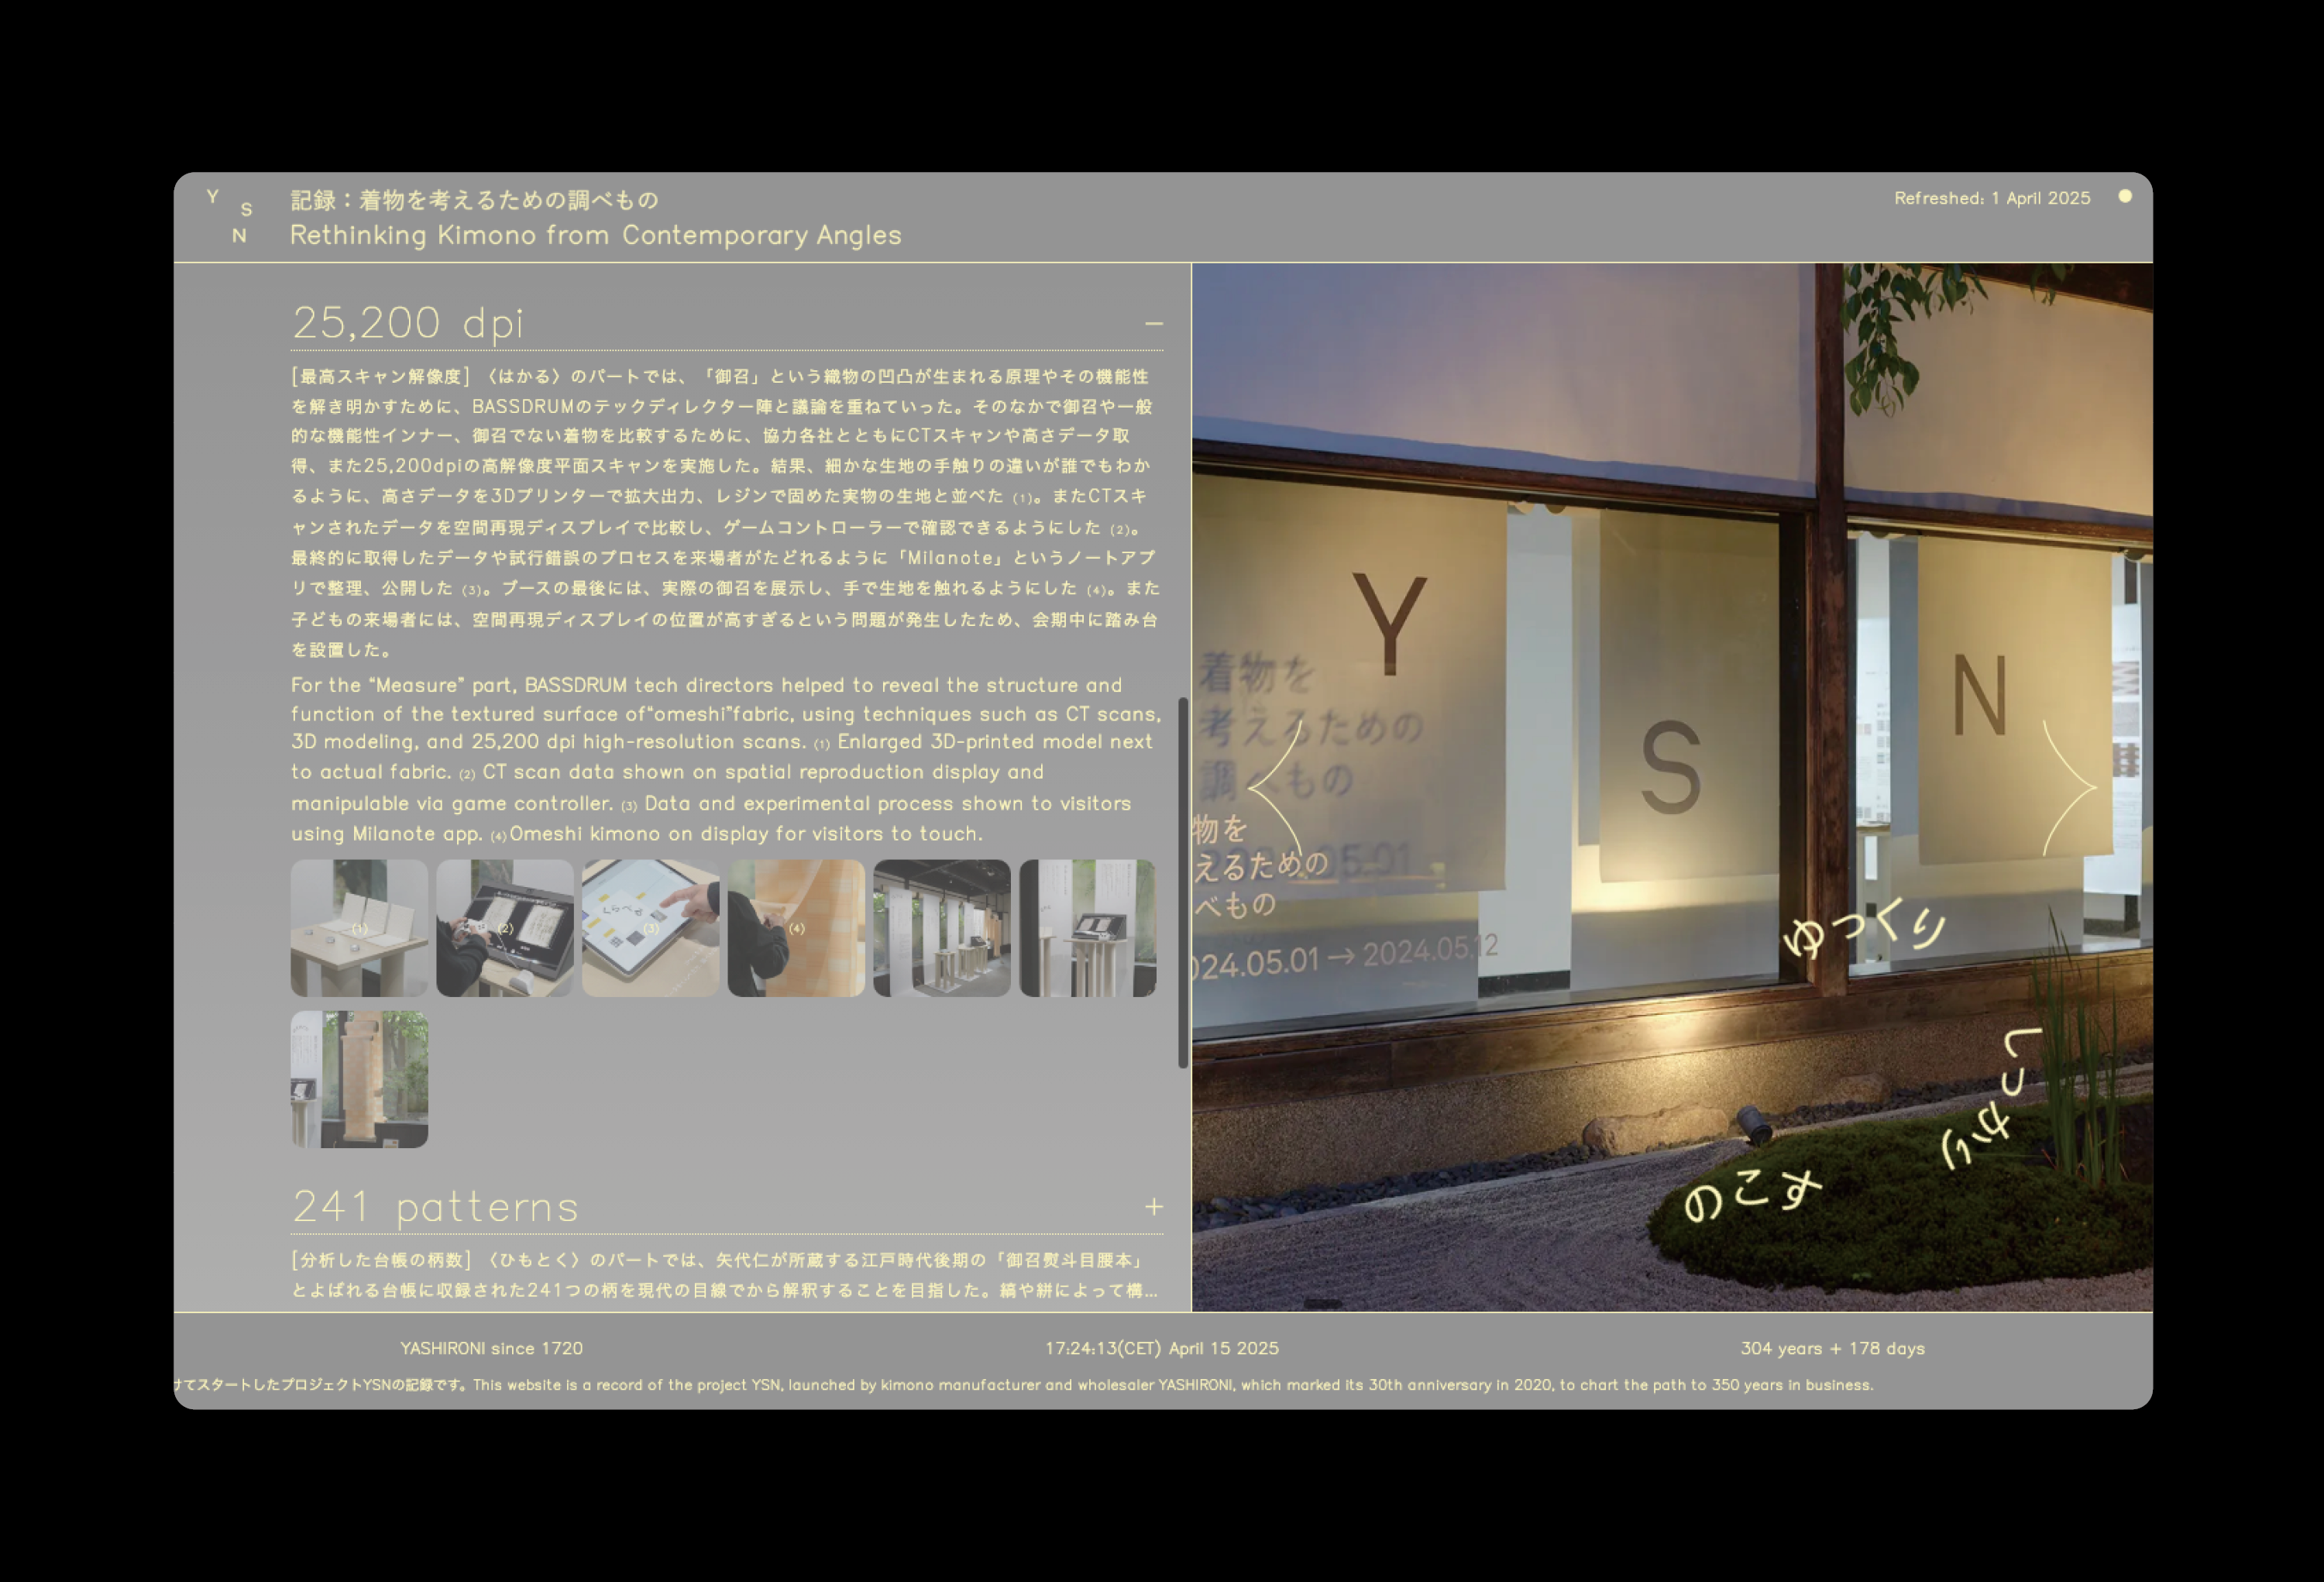 Y
S
N
記録：着物を考えるための調べもの
Rethinking Kimono from Contemporary Angles
Refreshed: 1 April 2025
25,200 dpi
[最高スキャン解像度] 〈はかる〉のパートでは、「御召」という織物の凹凸が生まれる原理やその機能性
を解き明かすために、BASSDRUMのテックディレクター陣と議論を重ねていった。そのなかで御召や一般
的な機能性インナー、御召でない着物を比較するために、協力各社とともにCTスキャンや高さデータ取
得、また25,200dpiの高解像度平面スキャンを実施した。結果、細かな生地の手触りの違いが誰でもわか
るように、高さデータを3Dプリンターで拡大出力、レジンで固めた実物の生地と並べた (1)。またCTスキ
ャンされたデータを空間再現ディスプレイで比較し、ゲームコントローラーで確認できるようにした (2)。
最終的に取得したデータや試行錯誤のプロセスを来場者がたどれるように「Milanote」というノートアプ
リで整理、公開した (3)。ブースの最後には、実際の御召を展示し、手で生地を触れるようにした (4)。また
子どもの来場者には、空間再現ディスプレイの位置が高すぎるという問題が発生したため、会期中に踏み台
を設置した。
For the “Measure” part, BASSDRUM tech directors helped to reveal the structure and
function of the textured surface of“omeshi”fabric, using techniques such as CT scans,
3D modeling, and 25,200 dpi high-resolution scans. (1) Enlarged 3D-printed model next
to actual fabric. (2) CT scan data shown on spatial reproduction display and
manipulable via game controller. (3) Data and experimental process shown to visitors
using Milanote app. (4)Omeshi kimono on display for visitors to touch.
(1)
(2)
(3)
(4)
241 patterns
[分析した台帳の柄数] 〈ひもとく〉のパートでは、矢代仁が所蔵する江戸時代後期の「御召熨斗目腰本」
とよばれる台帳に収録された241つの柄を現代の目線でから解釈することを目指した。縞や絣によって構...
Y
S
N
着物を
考えるための
調べもの
物を
えるための
べもの
024.05.01 → 2024.05.12
ゆっくり
しっかり
きこの
YASHIRONI since 1720
17:24:13(CET) April 15 2025
304 years + 178 days
けてスタートしたプロジェクトYSNの記録です。This website is a record of the project YSN, launched by kimono manufacturer and wholesaler YASHIRONI, which marked its 30th anniversary in 2020, to chart the path to 350 years in business.